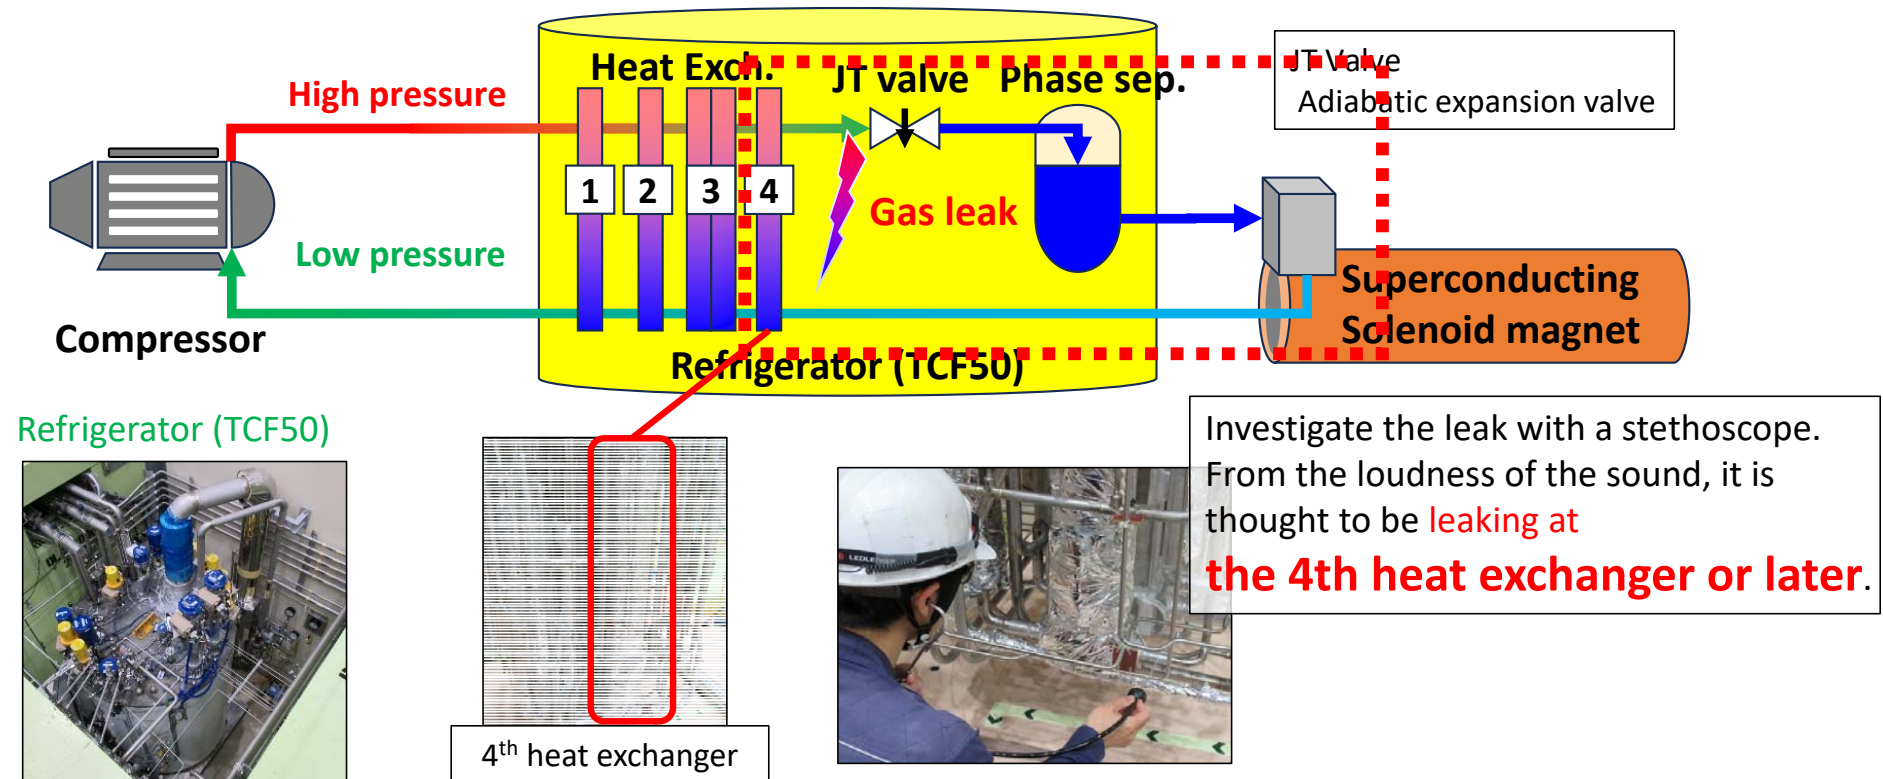 Heat Exch.
JT valve
Phase sep.
JT Valve
Adiabatic expansion valve
High pressure
1
2
3
4
Gas leak
Low pressure
Superconducting
Solenoid magnet
Compressor
Refrigerator (TCF50)
Refrigerator (TCF50)
Investigate the leak with a stethoscope.
From the loudness of the sound, it is
thought to be leaking at
the 4th heat exchanger or later.
LEDLENSER
4th heat exchanger